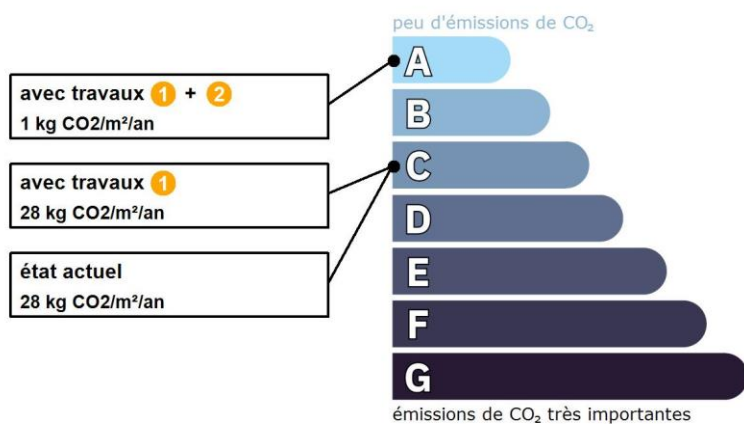 peu d'émissions de CO₂
A
avec travaux 1 + 2
1 kg CO2/m²/an
B
C
avec travaux 1
28 kg CO2/m²/an
D
E
état actuel
28 kg CO2/m²/an
F
G
émissions de CO₂ très importantes